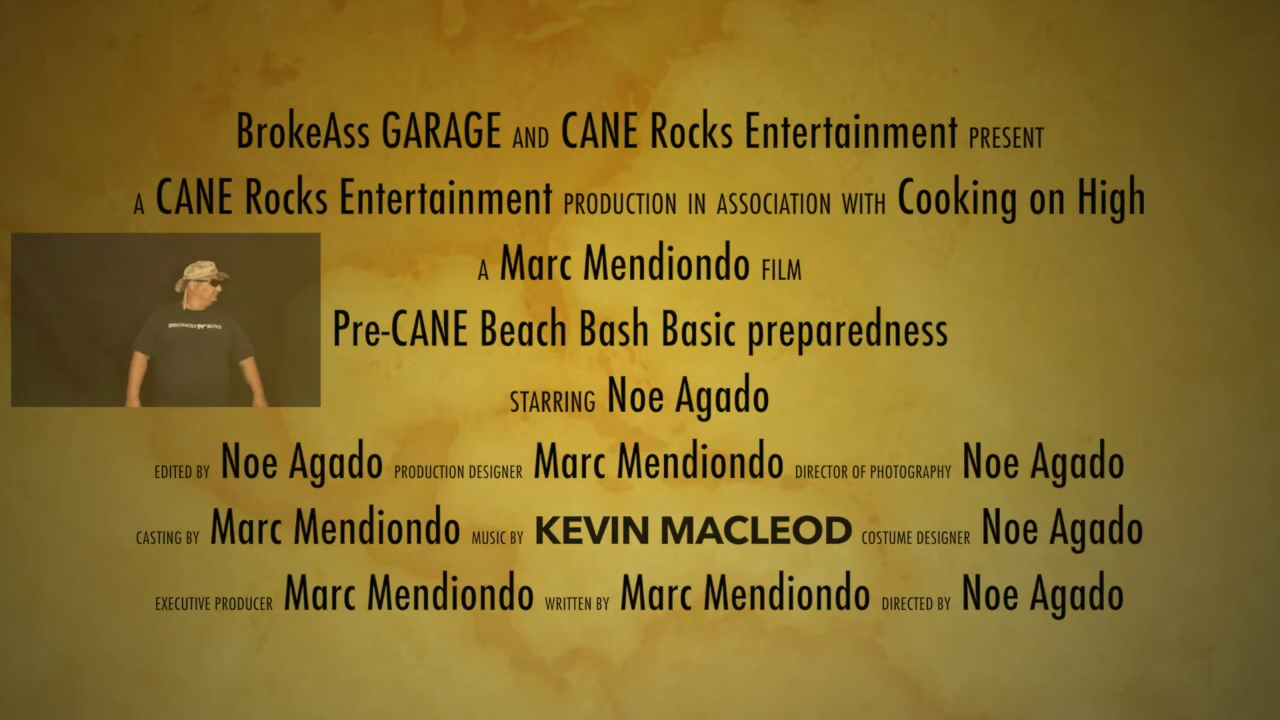 BrokeAss GARAGE AND CANE Rocks Entertainment PRESENT
A CANE Rocks Entertainment PRODUCTION IN ASSOCIATION WITH Cooking on High
A Marc Mendiondo FILM
Pre-CANE Beach Bash Basic preparedness
STARRING Noe Agado
EDITED BY Noe Agado PRODUCTION DESIGNER Marc Mendiondo DIRECTOR OF PHOTOGRAPHY Noe Agado
CASTING BY Marc Mendiondo MUSIC BY KEVIN MACLEOD COSTUME DESIGNER Noe Agado
EXECUTIVE PRODUCER Marc Mendiondo WRITTEN BY Marc Mendiondo DIRECTED BY Noe Agado